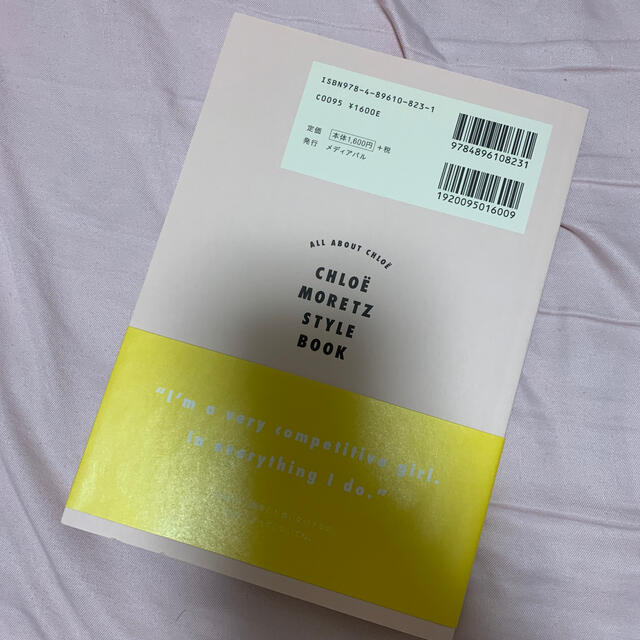 ISBN978-4-89610-823-1
C0095 ¥1600E
定価 本体1,600円 +税
発行 メディアパル
9784896108231
1920095016009
ALL ABOUT CHLOË
CHLOË
MORETZ
STYLE
BOOK
"I'm a very competitive girl.
to everything I do."